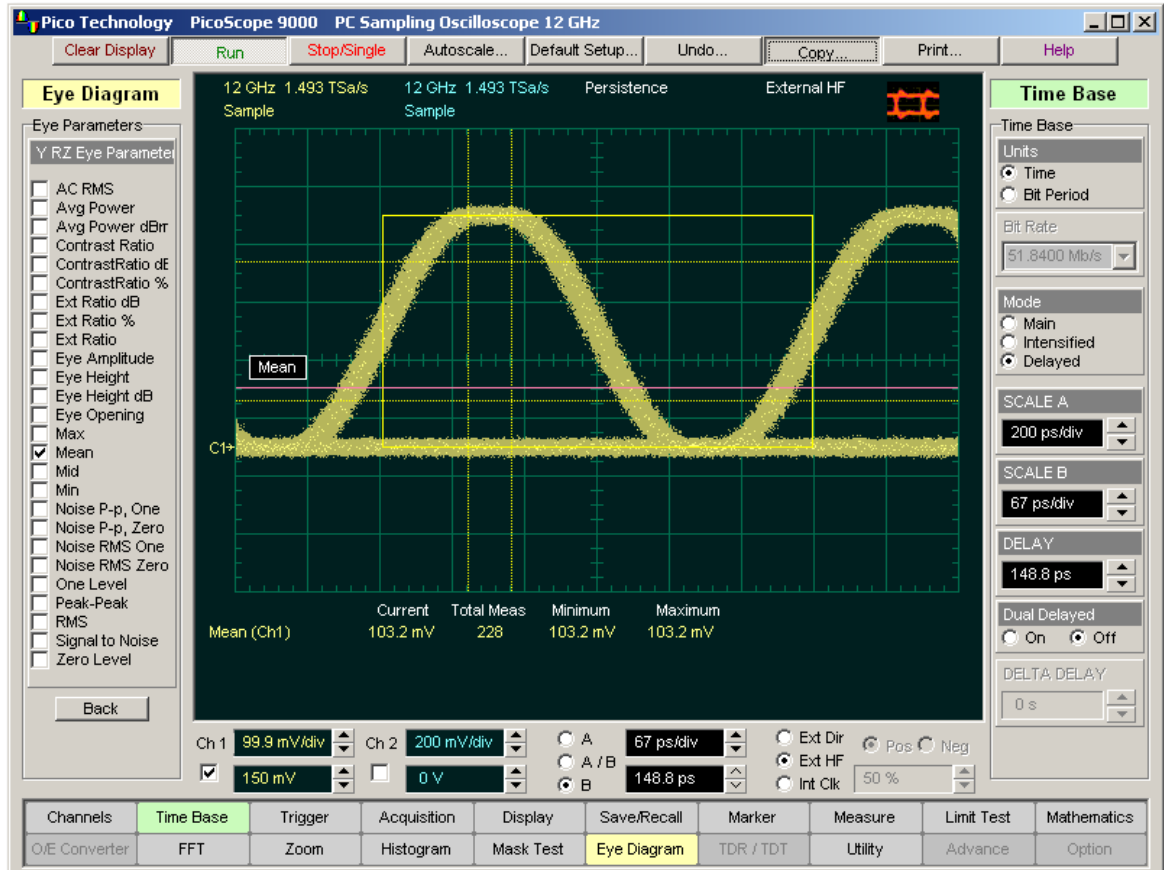 Pico Technology PicoScope 9000 PC Sampling Oscilloscope 12 GHz
Clear Display Run Stop/Single Autoscale... Default Setup... Undo... Copy... Print... Help
Eye Diagram
Eye Parameters
Y RZ Eye Parameter
AC RMS
Avg Power
Avg Power dBm
Contrast Ratio
ContrastRatio dB
ContrastRatio %
Ext Ratio dB
Ext Ratio %
Ext Ratio
Eye Amplitude
Eye Height
Eye Height dB
Eye Opening
Max
Mean
Mid
Min
Noise P-p, One
Noise P-p, Zero
Noise RMS One
Noise RMS Zero
One Level
Peak-Peak
RMS
Signal to Noise
Zero Level
Back
12 GHz 1.493 TSa/s 12 GHz 1.493 TSa/s Persistence External HF
Sample Sample
Mean
C1
Current Total Meas Minimum Maximum
Mean (Ch1) 103.2 mV 228 103.2 mV 103.2 mV
Time Base
Time Base
Units
Time
Bit Period
Bit Rate
51.8400 Mb/s
Mode
Main
Intensified
Delayed
SCALE A
200 ps/div
SCALE B
67 ps/div
DELAY
148.8 ps
Dual Delayed
On Off
DELTA DELAY
0 s
Ch 1 99.9 mV/div Ch 2 200 mV/div A 67 ps/div Ext Dir Pos Neg
A / B Ext HF
150 mV 0 V B 148.8 ps Int Clk 50 %
Channels Time Base Trigger Acquisition Display Save/Recall Marker Measure Limit Test Mathematics
O/E Converter FFT Zoom Histogram Mask Test Eye Diagram TDR / TDT Utility Advance Option